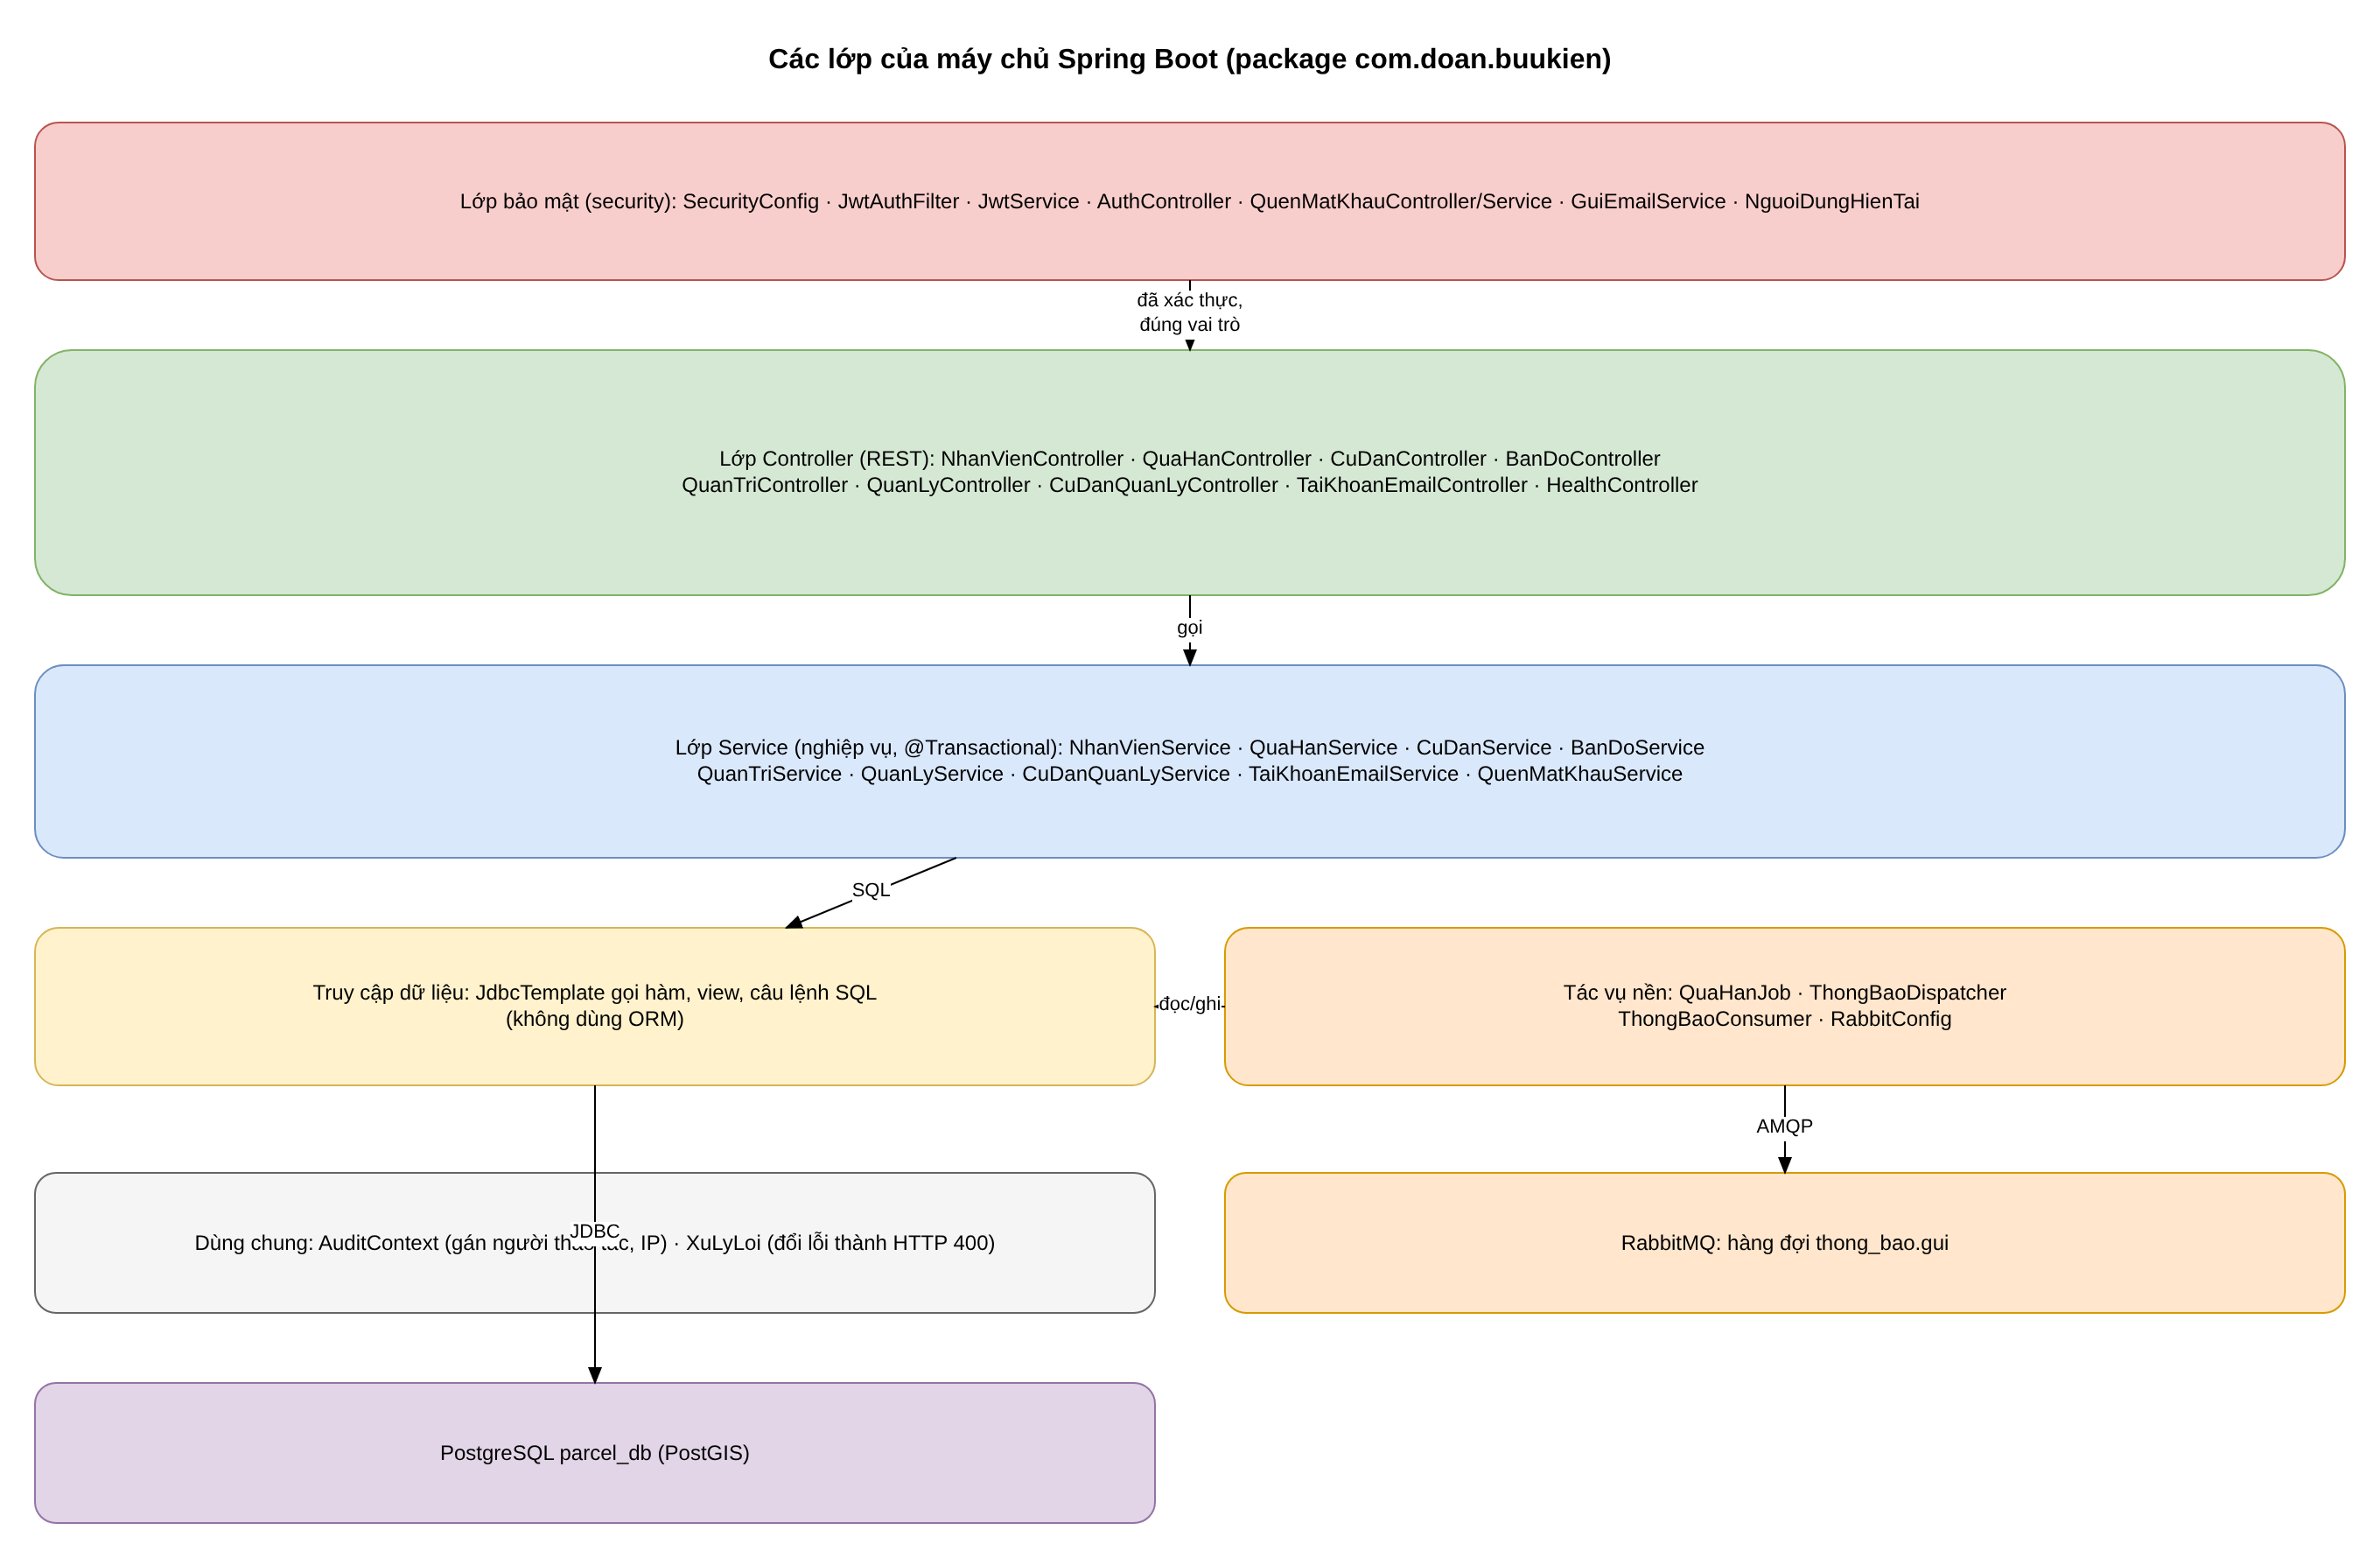 Các lớp của máy chủ Spring Boot (package com.doan.buukien)
Lớp bảo mật (security): SecurityConfig · JwtAuthFilter · JwtService · AuthController · QuenMatKhauController/Service · GuiEmailService · NguoiDungHienTai
đã xác thực,
đúng vai trò
Lớp Controller (REST): NhanVienController · QuaHanController · CuDanController · BanDoController
QuanTriController · QuanLyController · CuDanQuanLyController · TaiKhoanEmailController · HealthController
gọi
Lớp Service (nghiệp vụ, @Transactional): NhanVienService · QuaHanService · CuDanService · BanDoService
QuanTriService · QuanLyService · CuDanQuanLyService · TaiKhoanEmailService · QuenMatKhauService
SQL
Truy cập dữ liệu: JdbcTemplate gọi hàm, view, câu lệnh SQL
(không dùng ORM)
đọc/ghi
Tác vụ nền: QuaHanJob · ThongBaoDispatcher
ThongBaoConsumer · RabbitConfig
AMQP
JDBC
Dùng chung: AuditContext (gán người thao tác, IP) · XuLyLoi (đổi lỗi thành HTTP 400)
RabbitMQ: hàng đợi thong_bao.gui
PostgreSQL parcel_db (PostGIS)